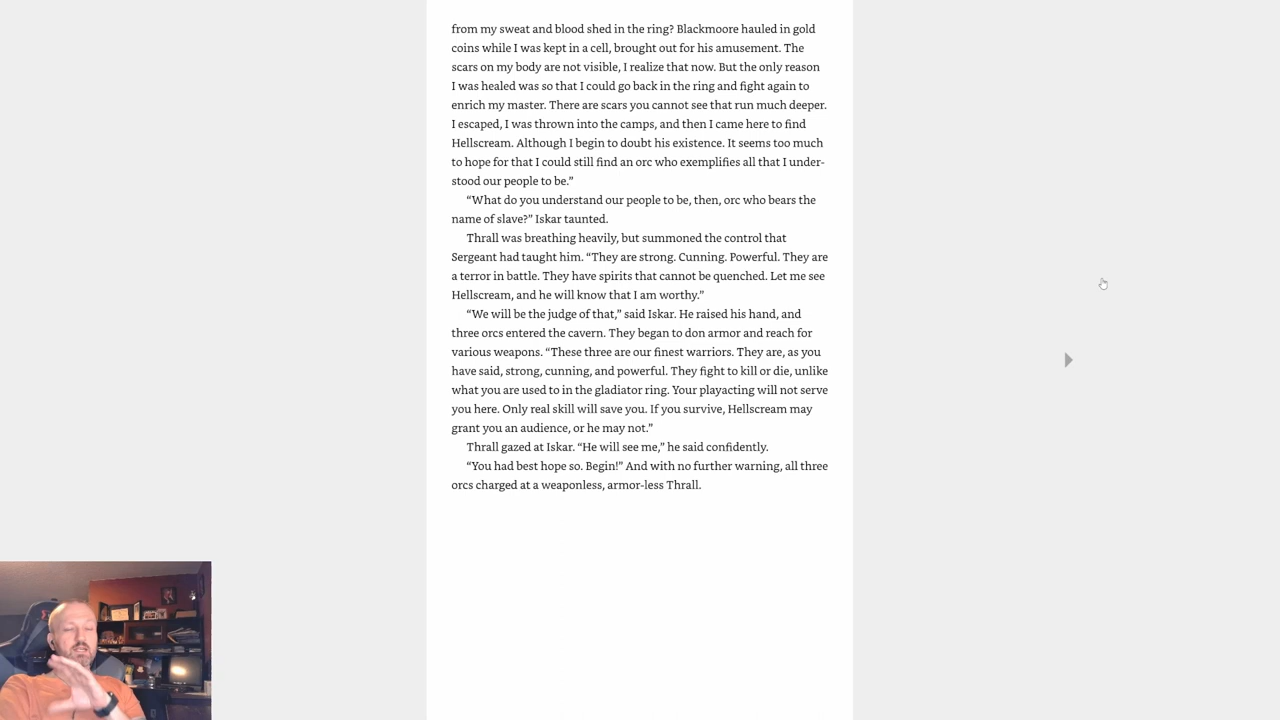 from my sweat and blood shed in the ring? Blackmoore hauled in gold
coins while I was kept in a cell, brought out for his amusement. The
scars on my body are not visible, I realize that now. But the only reason
I was healed was so that I could go back in the ring and fight again to
enrich my master. There are scars you cannot see that run much deeper.
I escaped, I was thrown into the camps, and then I came here to find
Hellscream. Although I begin to doubt his existence. It seems too much
to hope for that I could still find an orc who exemplifies all that I under-
stood our people to be.”
“What do you understand our people to be, then, orc who bears the
name of slave?” Iskar taunted.
Thrall was breathing heavily, but summoned the control that
Sergeant had taught him. “They are strong. Cunning. Powerful. They are
a terror in battle. They have spirits that cannot be quenched. Let me see
Hellscream, and he will know that I am worthy.”
“We will be the judge of that,” said Iskar. He raised his hand, and
three orcs entered the cavern. They began to don armor and reach for
various weapons. “These three are our finest warriors. They are, as you
have said, strong, cunning, and powerful. They fight to kill or die, unlike
what you are used to in the gladiator ring. Your playacting will not serve
you here. Only real skill will save you. If you survive, Hellscream may
grant you an audience, or he may not.”
Thrall gazed at Iskar. “He will see me,” he said confidently.
“You had best hope so. Begin!” And with no further warning, all three
orcs charged at a weaponless, armor-less Thrall.